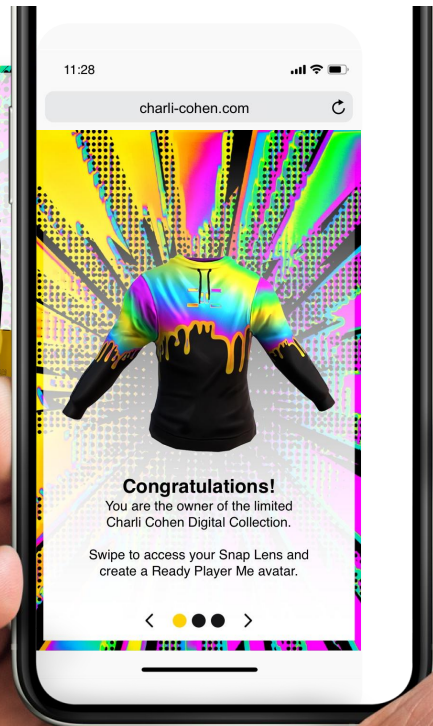 11:28
charli-cohen.com
Congratulations!
You are the owner of the limited
Charli Cohen Digital Collection.
Swipe to access your Snap Lens and
create a Ready Player Me avatar.